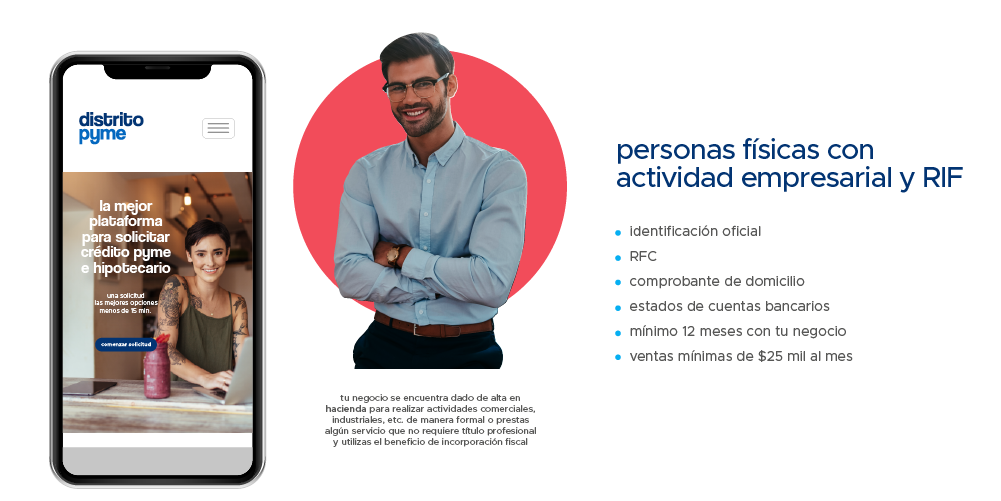 distrito
pyme
la mejor
plataforma
para solicitar
crédito pyme
e hipotecario
una solicitud
las mejores opciones
menos de 15 min.
comenzar solicitud
tu negocio se encuentra dado de alta en
hacienda para realizar actividades comerciales,
industriales, etc. de manera formal o prestas
algún servicio que no requiere título profesional
y utilizas el beneficio de incorporación fiscal
personas físicas con
actividad empresarial y RIF
identificación oficial
RFC
comprobante de domicilio
estados de cuentas bancarios
mínimo 12 meses con tu negocio
ventas mínimas de $25 mil al mes